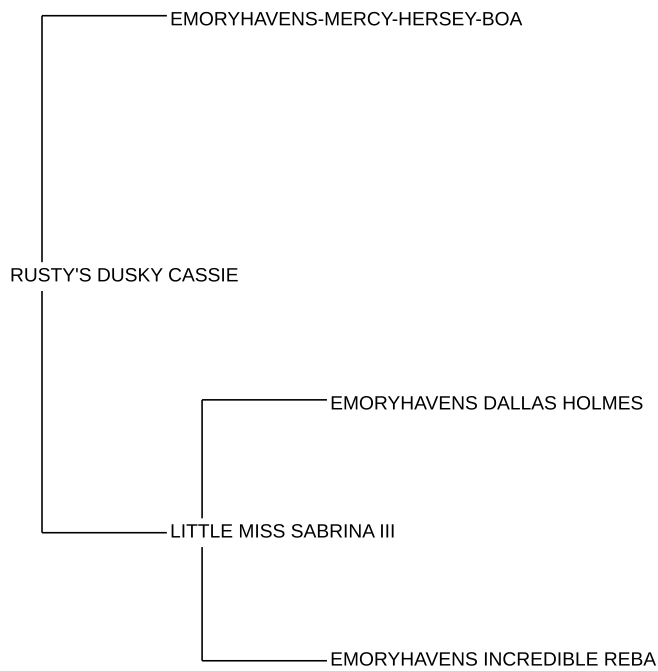 EMORYHAVENS-MERCY-HERSEY-BOA
RUSTY'S DUSKY CASSIE
EMORYHAVENS DALLAS HOLMES
LITTLE MISS SABRINA III
EMORYHAVENS INCREDIBLE REBA